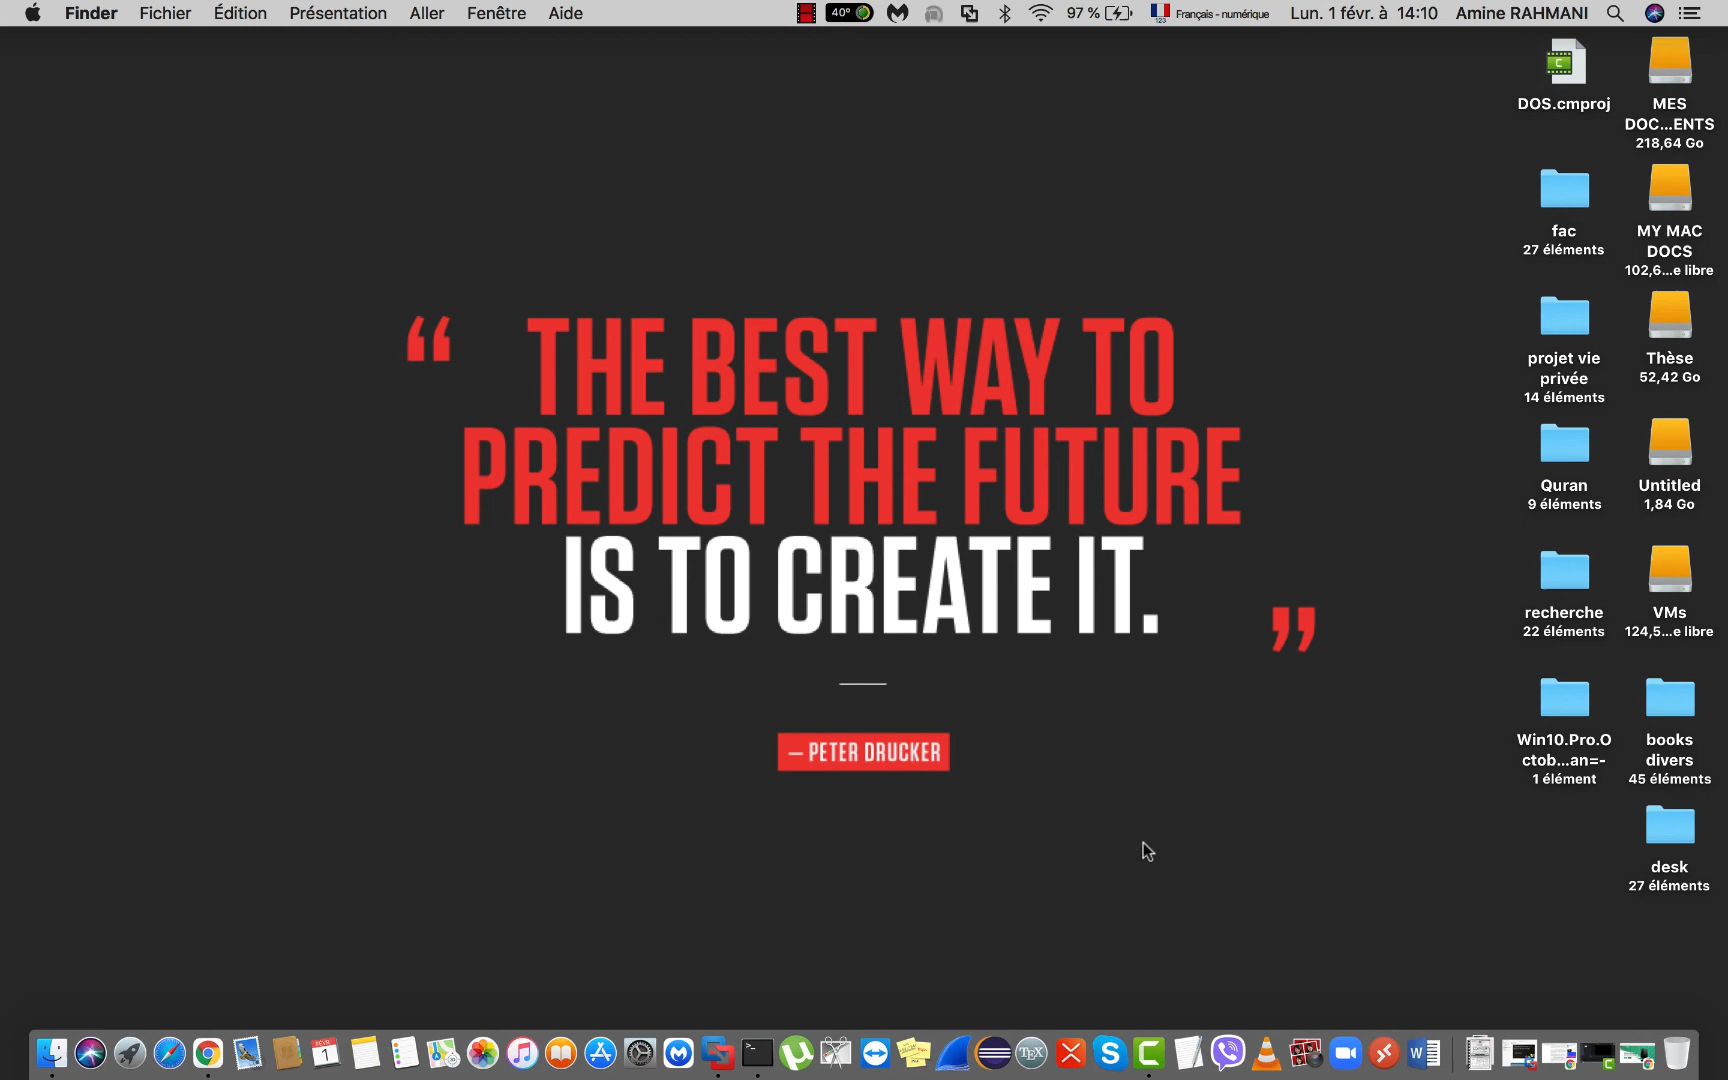 Finder Fichier Édition Présentation Aller Fenêtre Aide 40° 97 % Français - numérique Lun. 1 févr. à 14:10 Amine RAHMANI
DOS.cmproj
MES
DOC...ENTS
218,64 Go
fac
27 éléments
MY MAC
DOCS
102,6...e libre
projet vie
privée
14 éléments
Thèse
52,42 Go
Quran
9 éléments
Untitled
1,84 Go
recherche
22 éléments
VMs
124,5...e libre
Win10.Pro.O
ctob...an=-
1 élément
books
divers
45 éléments
desk
27 éléments
“ THE BEST WAY TO
PREDICT THE FUTURE
IS TO CREATE IT. ”
– PETER DRUCKER